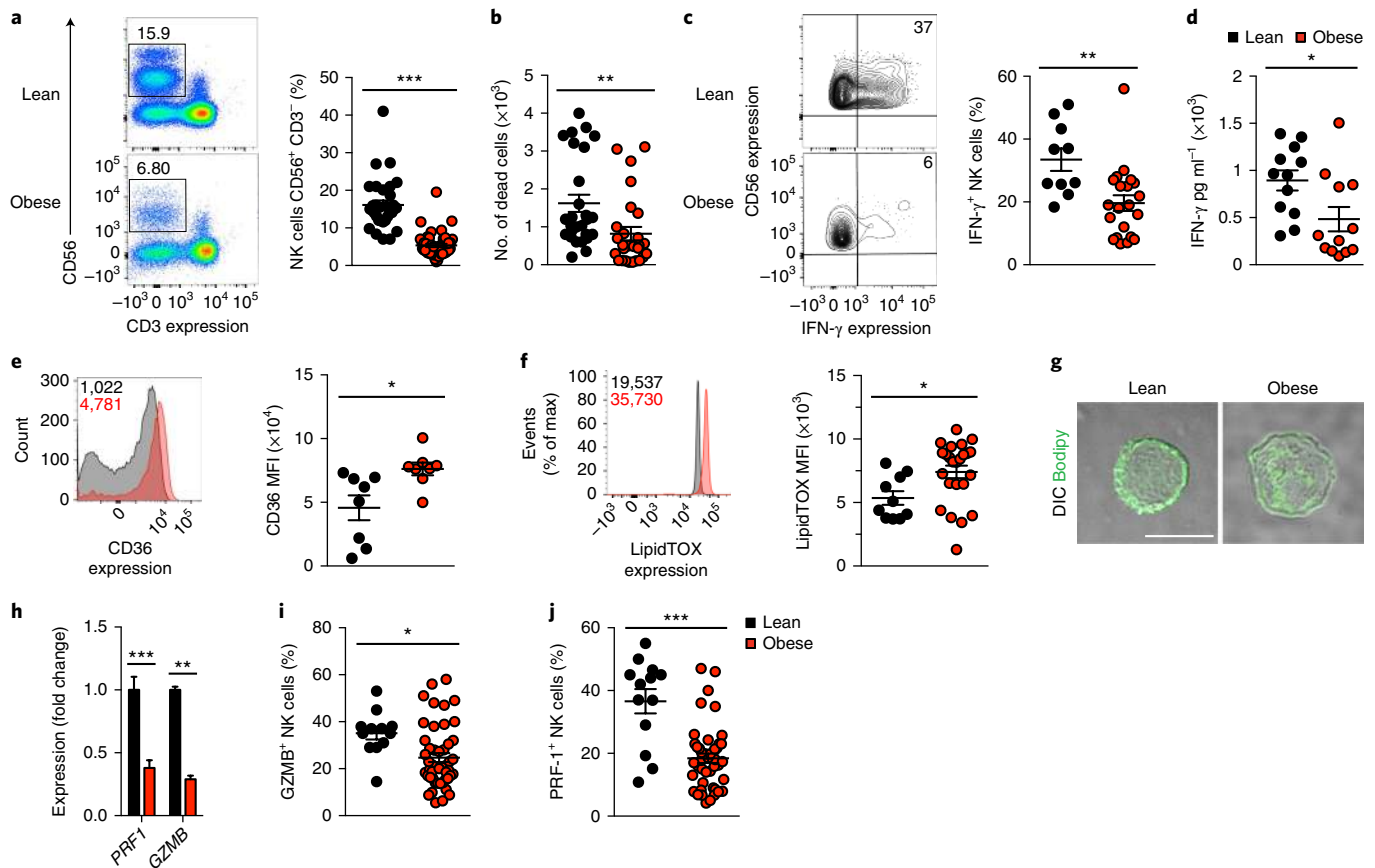 a
CD56
Lean
Obese
15.9
6.80
10⁵
10⁴
10³
0
−10³
−10³ 0 10³ 10⁴ 10⁵
CD3 expression
NK cells CD56⁺ CD3⁻ (%)
50
40
30
20
10
0
***
b
No. of dead cells (×10³)
5
4
3
2
1
0
**
c
Lean
Obese
CD56 expression
37
6
10⁵
10⁴
10³
0
−10³
−10³ 0 10³ 10⁴ 10⁵
IFN-γ expression
IFN-γ⁺ NK cells (%)
60
40
20
0
**
d
Lean Obese
IFN-γ pg ml⁻¹ (×10³)
2
1.5
1
0.5
0
*
e
Count
300
200
100
0
1,022
4,781
0 10⁴ 10⁵
CD36
expression
CD36 MFI (×10⁴)
15
10
5
0
*
f
Events
(% of max)
100
80
60
40
20
0
19,537
35,730
−10³ 0 10³ 10⁴ 10⁵
LipidTOX
expression
LipidTOX MFI (×10³)
15
10
5
0
*
g
Lean Obese
DIC Bodipy
h
Expression (fold change)
1.5
1.0
0.5
0.0
*** **
PRF1 GZMB
i
GZMB⁺ NK cells (%)
80
60
40
20
0
*
j
PRF-1⁺ NK cells (%)
60
40
20
0
***
Lean
Obese